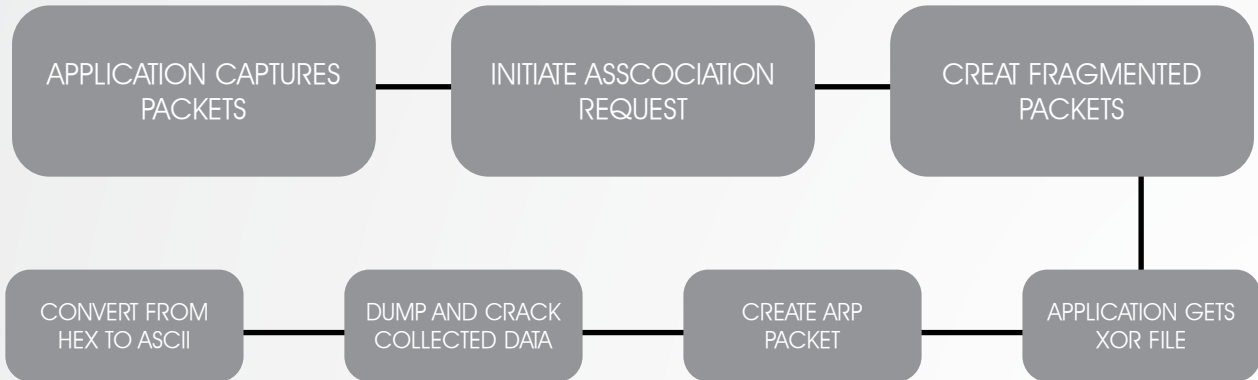 APPLICATION CAPTURES
PACKETS
INITIATE ASSCOCIATION
REQUEST
CREAT FRAGMENTED
PACKETS
APPLICATION GETS
XOR FILE
CREATE ARP
PACKET
DUMP AND CRACK
COLLECTED DATA
CONVERT FROM
HEX TO ASCII